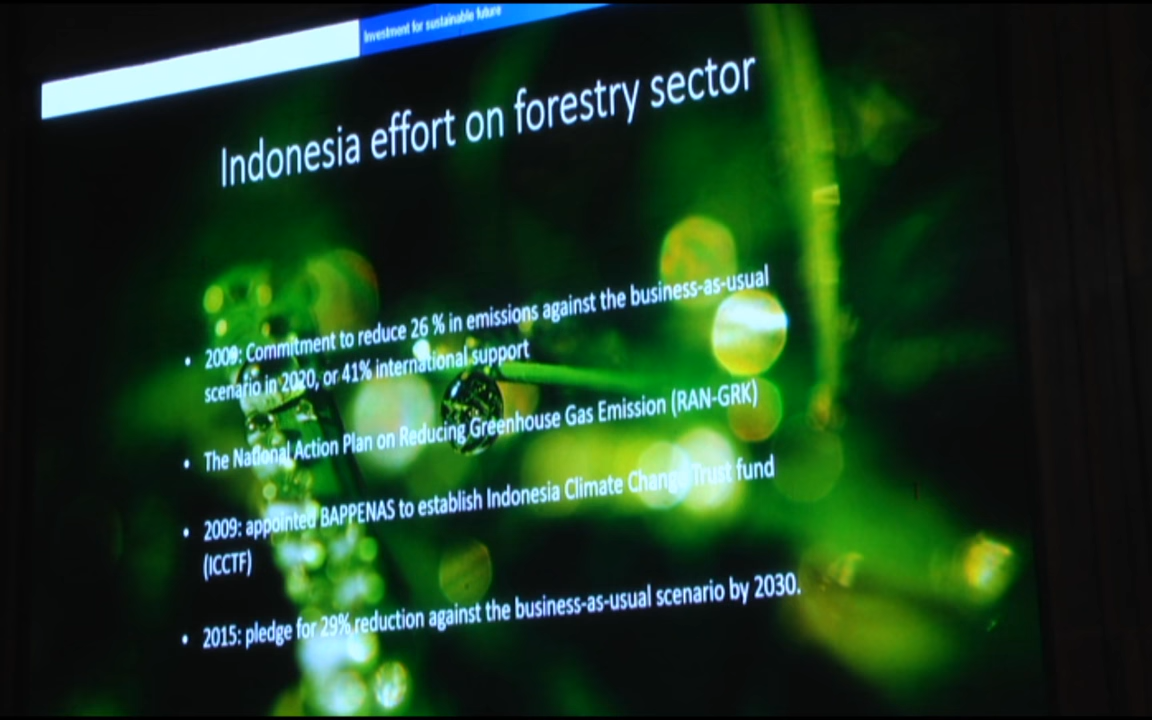 Investment for sustainable future
Indonesia effort on forestry sector
• 2009: Commitment to reduce 26 % in emissions against the business-as-usual
scenario in 2020, or 41% international support
• The National Action Plan on Reducing Greenhouse Gas Emission (RAN-GRK)
• 2009: appointed BAPPENAS to establish Indonesia Climate Change Trust fund
(ICCTF)
• 2015: pledge for 29% reduction against the business-as-usual scenario by 2030.